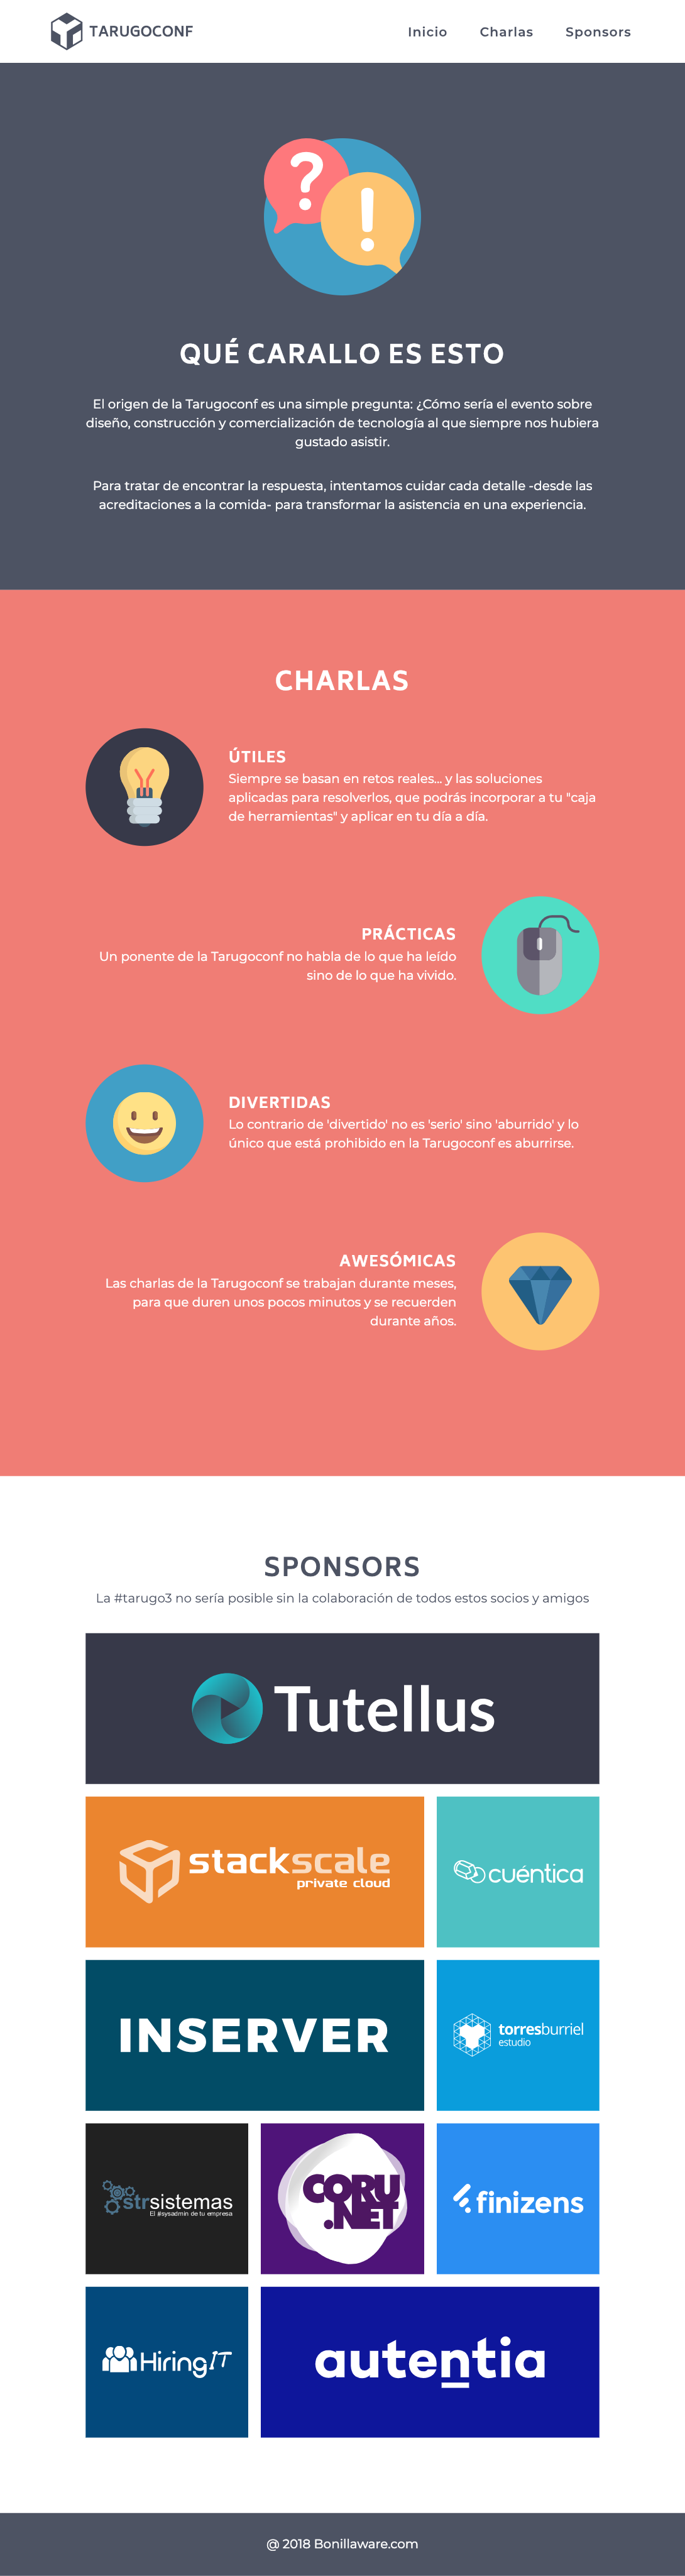 TARUGOCONF
Inicio
Charlas
Sponsors
? !
QUÉ CARALLO ES ESTO
El origen de la Tarugoconf es una simple pregunta: ¿Cómo sería el evento sobre
diseño, construcción y comercialización de tecnología al que siempre nos hubiera
gustado asistir.
Para tratar de encontrar la respuesta, intentamos cuidar cada detalle -desde las
acreditaciones a la comida- para transformar la asistencia en una experiencia.
CHARLAS
ÚTILES
Siempre se basan en retos reales... y las soluciones
aplicadas para resolverlos, que podrás incorporar a tu "caja
de herramientas" y aplicar en tu día a día.
PRÁCTICAS
Un ponente de la Tarugoconf no habla de lo que ha leído
sino de lo que ha vivido.
DIVERTIDAS
Lo contrario de 'divertido' no es 'serio' sino 'aburrido' y lo
único que está prohibido en la Tarugoconf es aburrirse.
AWESÓMICAS
Las charlas de la Tarugoconf se trabajan durante meses,
para que duren unos pocos minutos y se recuerden
durante años.
SPONSORS
La #tarugo3 no sería posible sin la colaboración de todos estos socios y amigos
Tutellus
stackscale
private cloud
cuéntica
INSERVER
torresburriel
estudio
strsistemas
El #sysadmin de tu empresa
CORU
.NET
finizens
HiringIT
autentia
@ 2018 Bonillaware.com